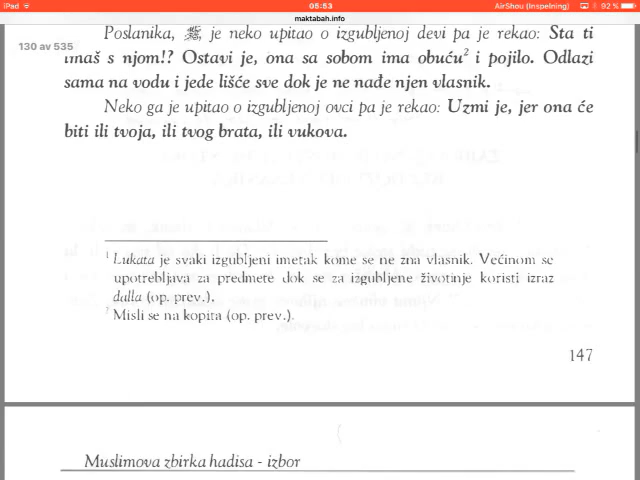 iPad
05:53
AirShou (Inspelning)
92 %
maktabah.info
130 av 535
Poslanika, ﷺ, je neko upitao o izgubljenoj devi pa je rekao: Sta ti
imaš s njom!? Ostavi je, ona sa sobom ima obuću² i pojilo. Odlazi
sama na vodu i jede lišće sve dok je ne nađe njen vlasnik.
Neko ga je upitao o izgubljenoj ovci pa je rekao: Uzmi je, jer ona će
biti ili tvoja, ili tvog brata, ili vukova.
¹ Lukata je svaki izgubljeni imetak kome se ne zna vlasnik. Većinom se
upotrebljava za predmete dok se za izgubljene životinje koristi izraz
dalla (op. prev.).
² Misli se na kopita (op. prev.).
147
Muslimova zbirka hadisa - izbor